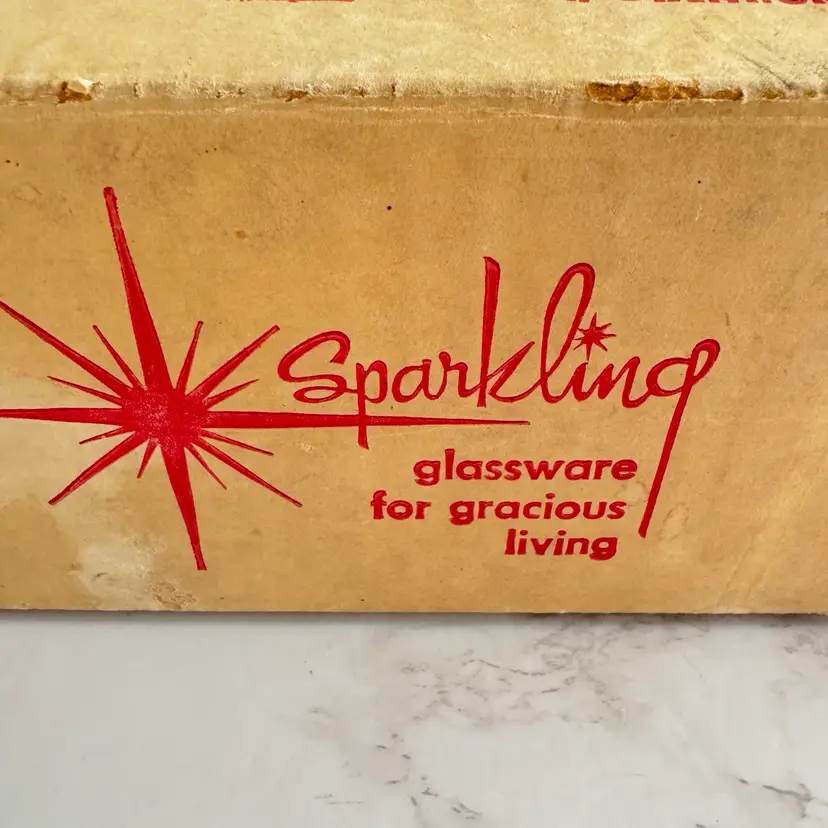 Sparkling
glassware
for gracious
living